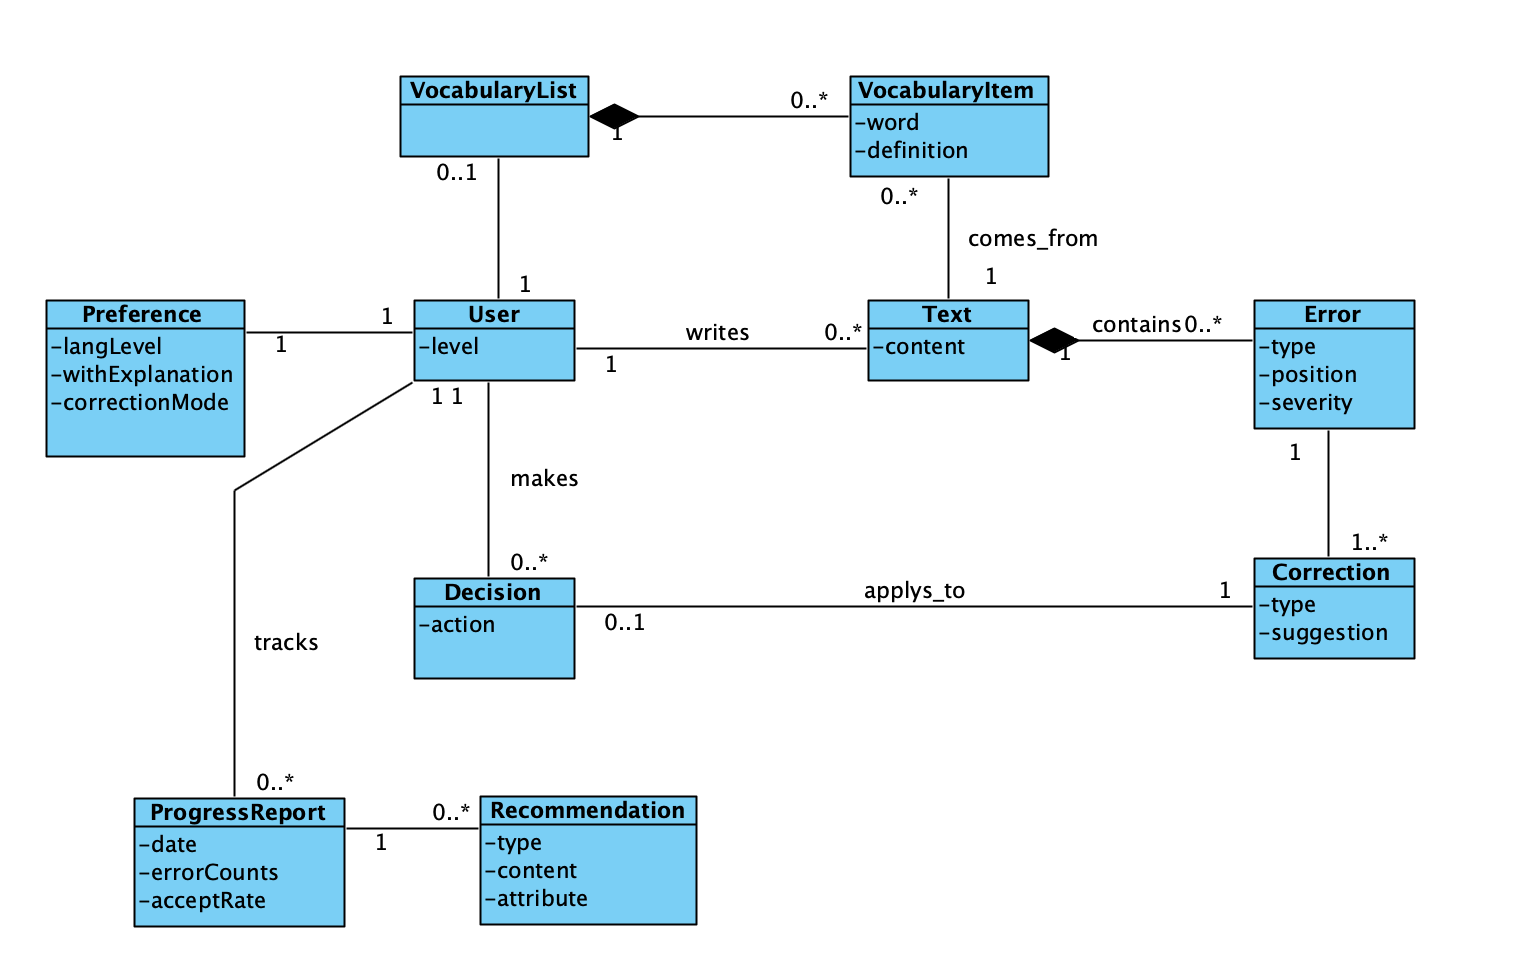 VocabularyList
1
0..*
VocabularyItem
-word
-definition
0..1
0..*
comes_from
1
1
Preference
-langLevel
-withExplanation
-correctionMode
1
1
User
-level
writes
1
0..*
Text
-content
contains
1
0..*
Error
-type
-position
-severity
1 1
makes
1
0..*
1..*
Decision
-action
applys_to
0..1
1
Correction
-type
-suggestion
tracks
0..*
ProgressReport
-date
-errorCounts
-acceptRate
1
0..*
Recommendation
-type
-content
-attribute